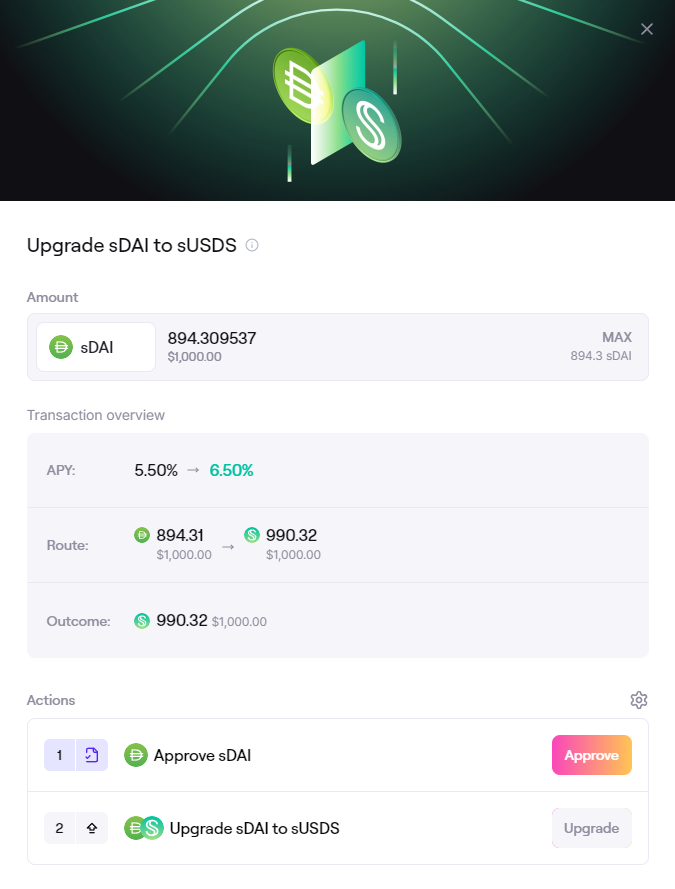 Upgrade sDAI to sUSDS
Amount
sDAI
894.309537
$1,000.00
MAX
894.3 sDAI
Transaction overview
APY: 5.50% → 6.50%
Route: 894.31 → 990.32
$1,000.00 $1,000.00
Outcome: 990.32 $1,000.00
Actions
1 Approve sDAI Approve
2 Upgrade sDAI to sUSDS Upgrade